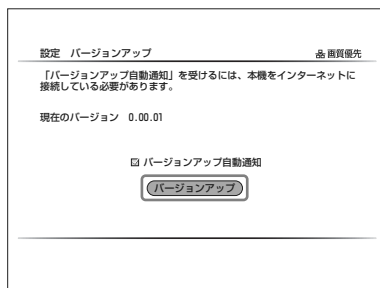 設定　バージョンアップ
画質優先
「バージョンアップ自動通知」を受けるには、本機をインターネットに
接続している必要があります。
現在のバージョン　0.00.01
バージョンアップ自動通知
バージョンアップ